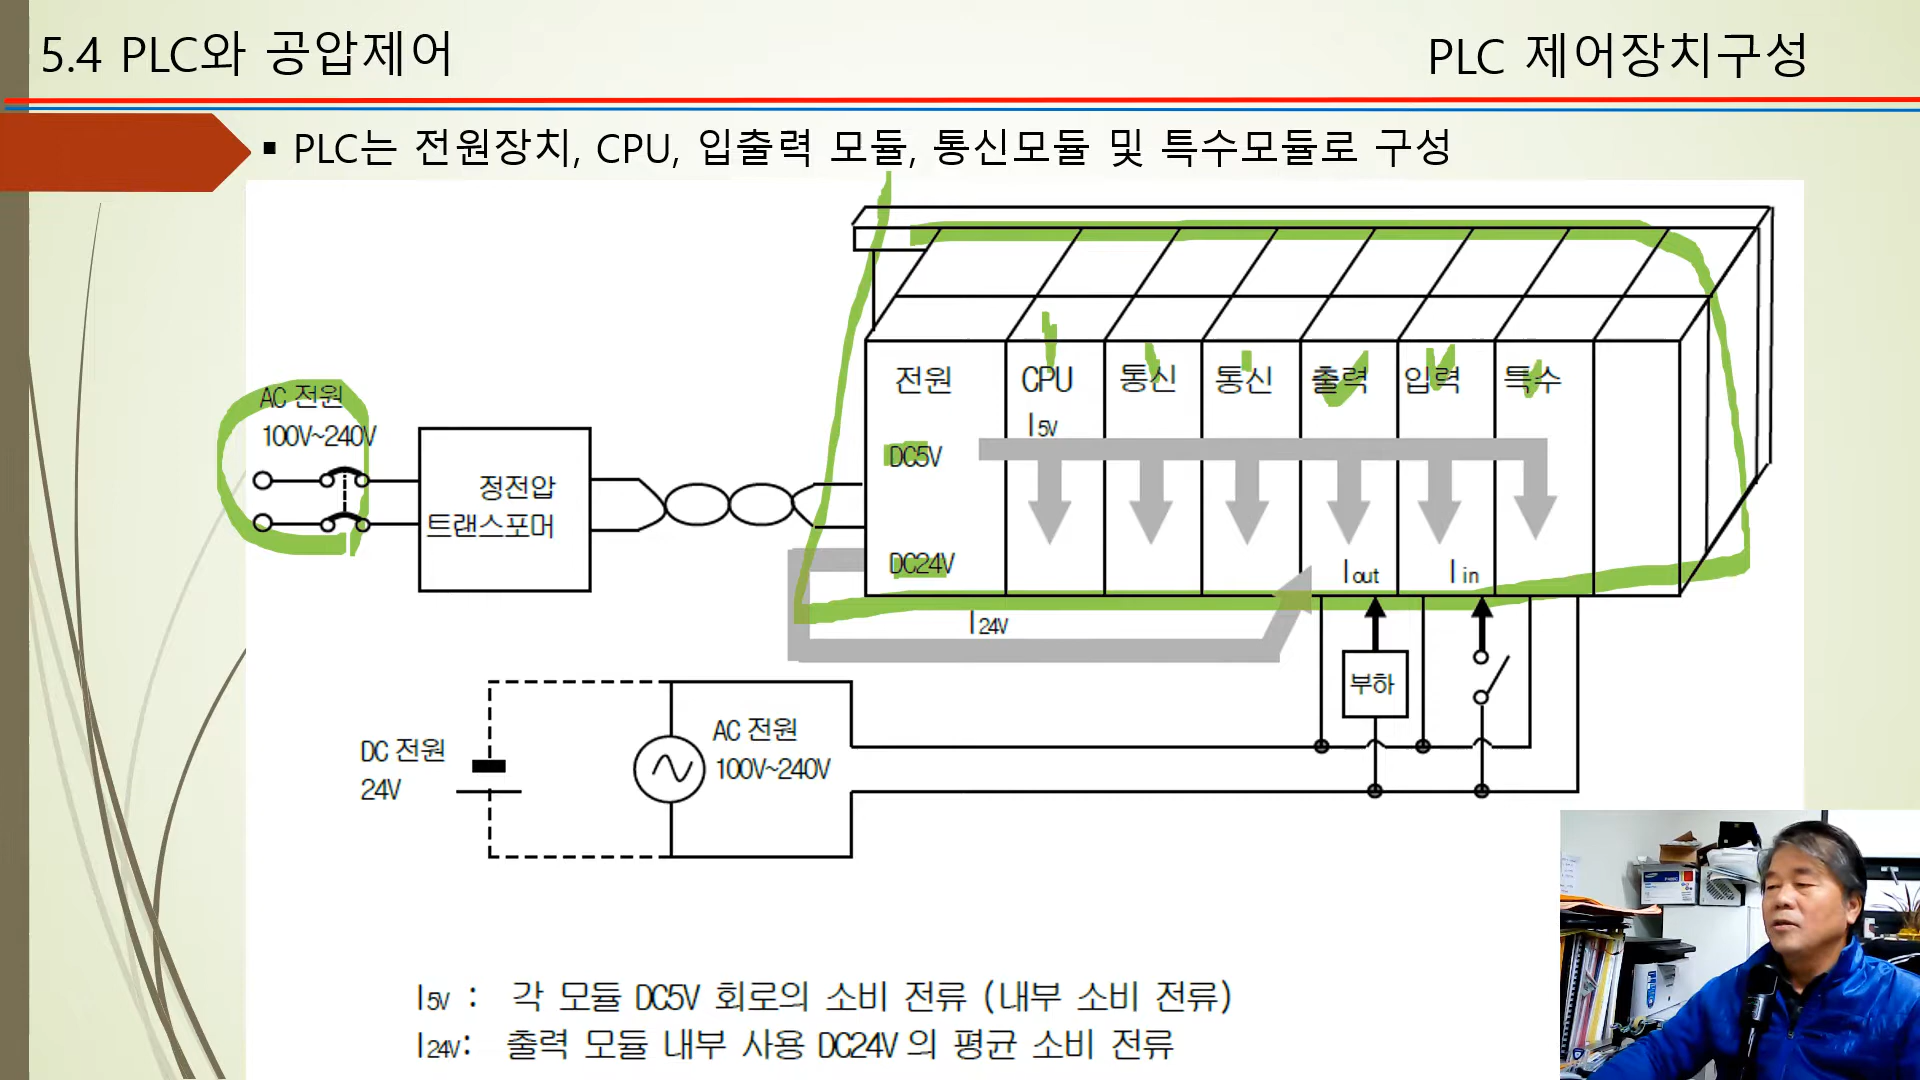 5.4 PLC와 공압제어
PLC 제어장치구성
▪ PLC는 전원장치, CPU, 입출력 모듈, 통신모듈 및 특수모듈로 구성
전원
CPU
통신
통신
출력
입력
특수
I5V
DC5V
DC24V
Iout
Iin
I24V
AC 전원
100V~240V
정전압
트랜스포머
부하
DC 전원
24V
AC 전원
100V~240V
I5V : 각 모듈 DC5V 회로의 소비 전류 (내부 소비 전류)
I24V: 출력 모듈 내부 사용 DC24V의 평균 소비 전류